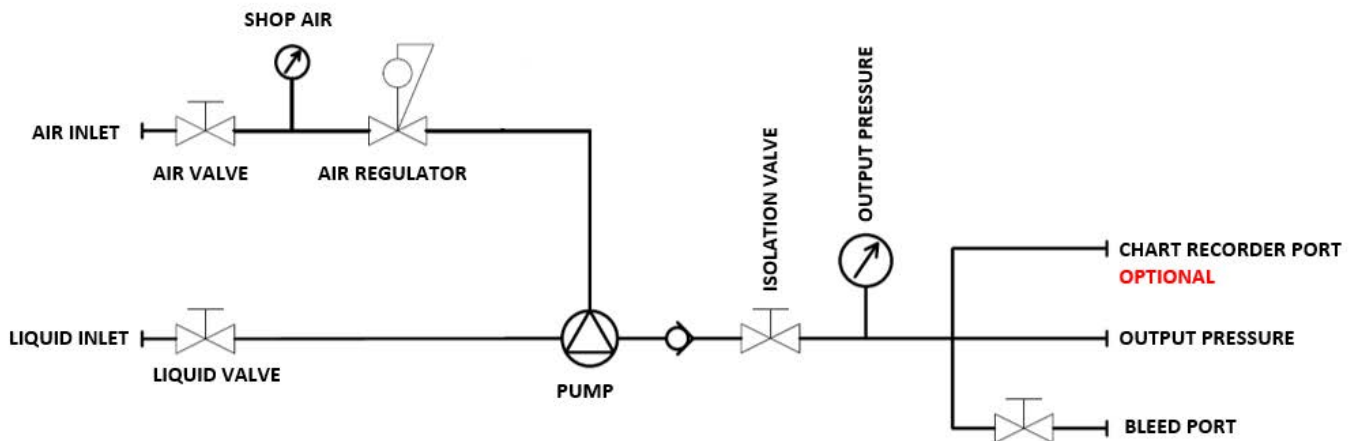 SHOP AIR
AIR INLET
AIR VALVE
AIR REGULATOR
ISOLATION VALVE
OUTPUT PRESSURE
CHART RECORDER PORT
OPTIONAL
LIQUID INLET
OUTPUT PRESSURE
LIQUID VALVE
PUMP
BLEED PORT